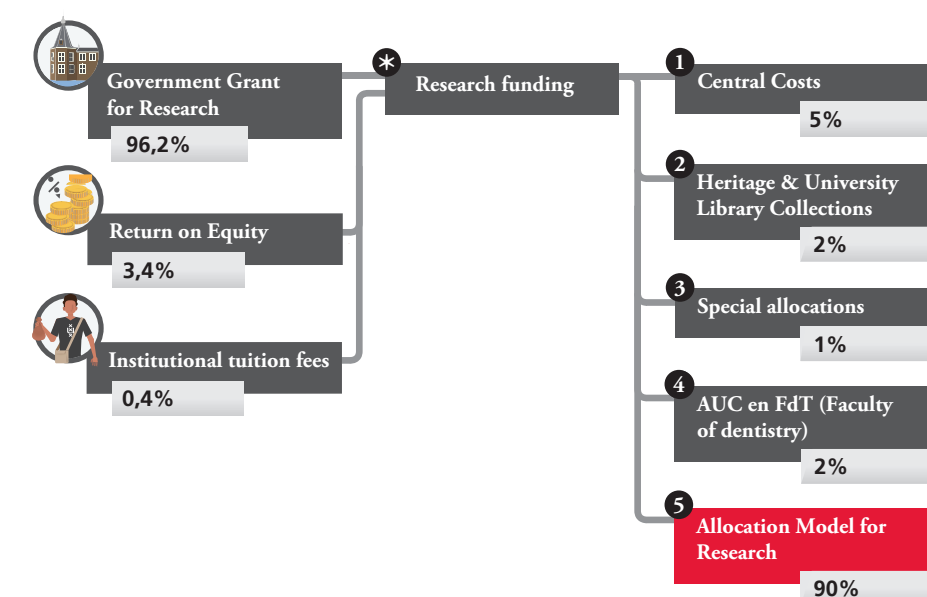 Government Grant
for Research
96,2%
Return on Equity
3,4%
Institutional tuition fees
0,4%
*
Research funding
1
Central Costs
5%
2
Heritage & University
Library Collections
2%
3
Special allocations
1%
4
AUC en FdT (Faculty
of dentistry)
2%
5
Allocation Model for
Research
90%